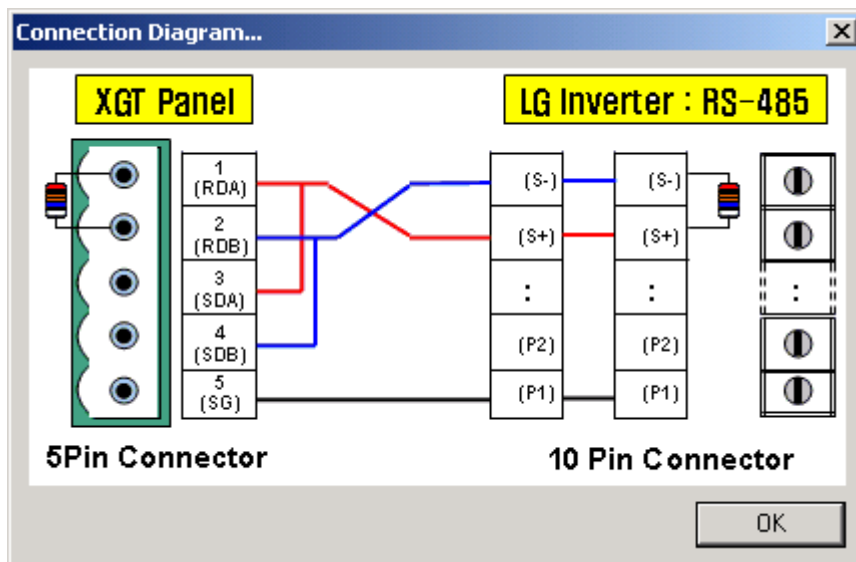 Connection Diagram...
XGT Panel
LG Inverter : RS-485
1
(RDA)
2
(RDB)
3
(SDA)
4
(SDB)
5
(SG)
(S-)
(S+)
:
(P2)
(P1)
(S-)
(S+)
:
(P2)
(P1)
:
5Pin Connector
10 Pin Connector
OK